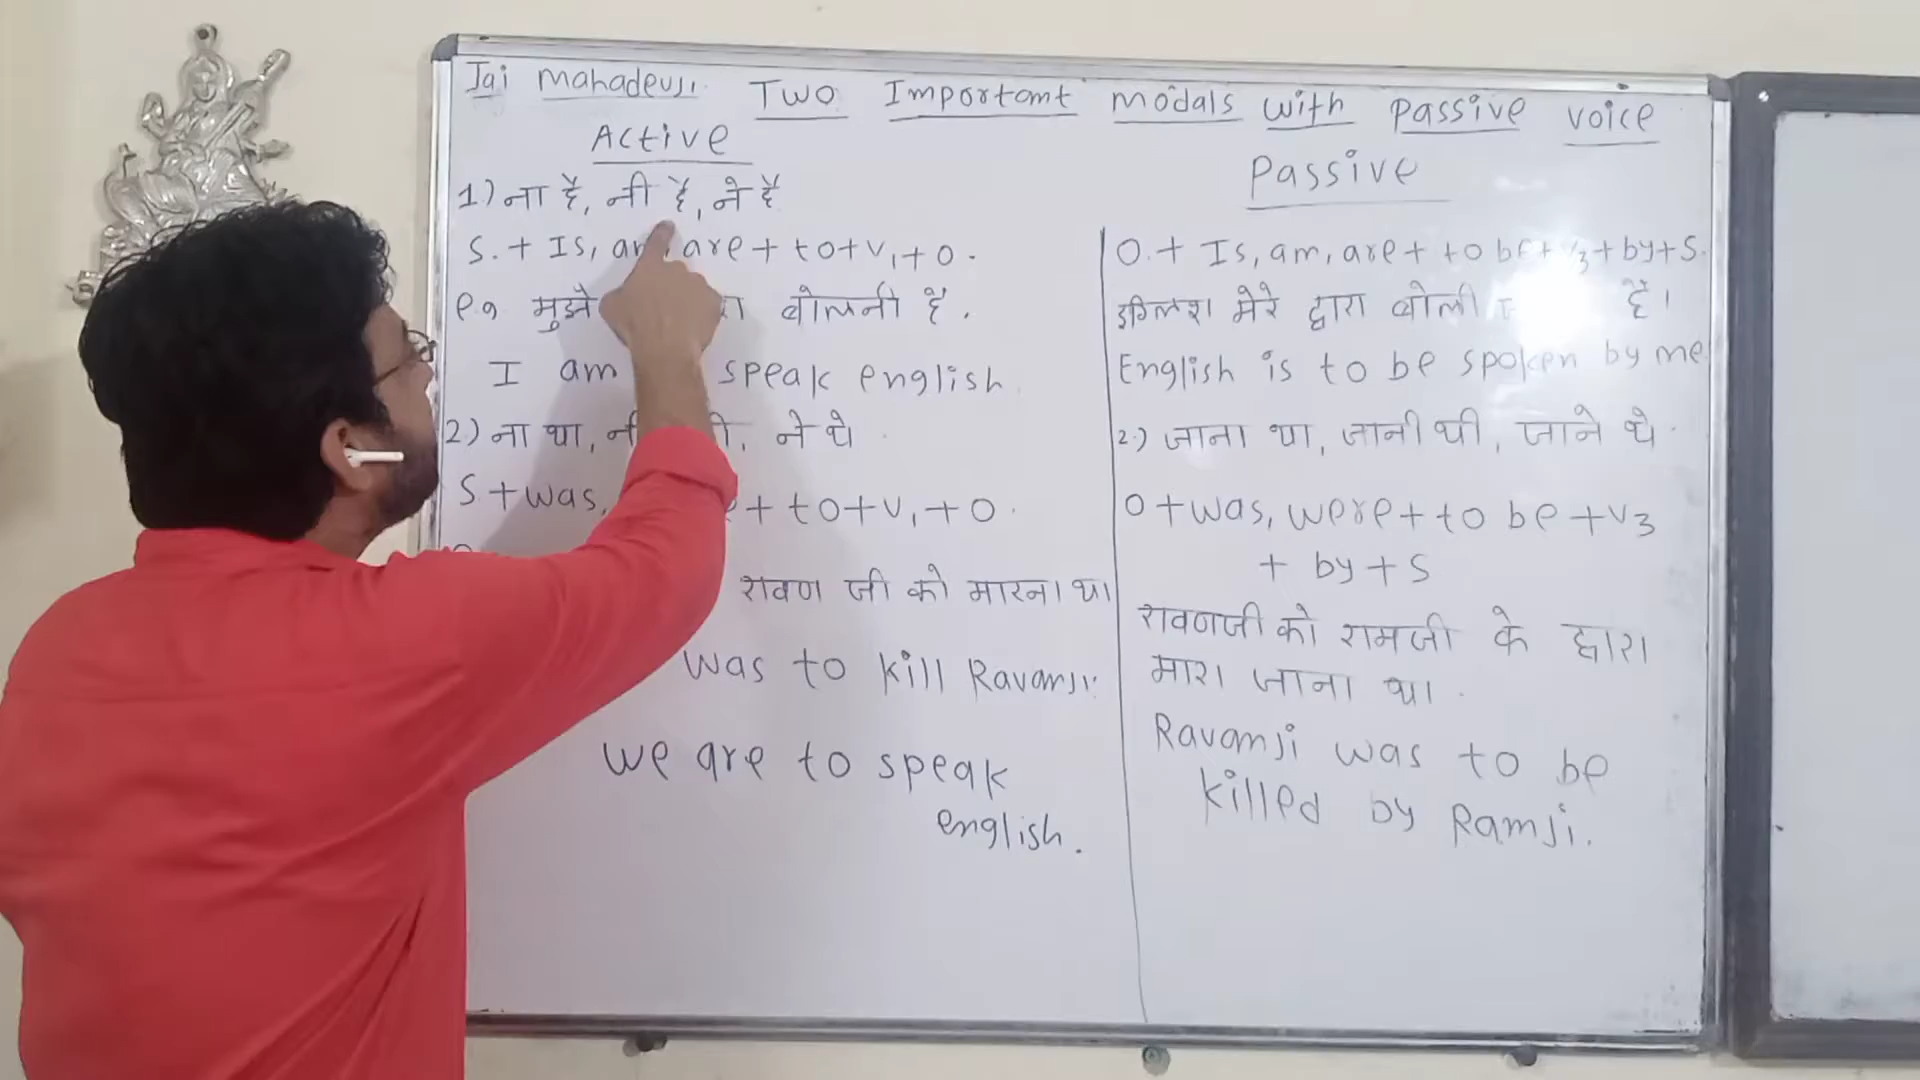 Jai Mahadevji. Two Important modals with Passive voice
Active
1) ना है, नी है, ने है
S. + Is, am, are + to + v1 + O.
e.g मुझे बोलनी है.
I am speak english.
2) ना था, ने थे
S + was, + to + v1 + O.
रावण जी को मारना था।
was to kill Ravanji.
we are to speak
english.
Passive
O. + Is, am, are + to be + v3 + by + S.
इंग्लिश मेरे द्वारा बोली है।
English is to be spoken by me
2.) जाना था, जानी थी, जाने थे.
O + was, were + to be + v3
+ by + S
रावणजी को रामजी के द्वारा
मारा जाना था.
Ravanji was to be
killed by Ramji.